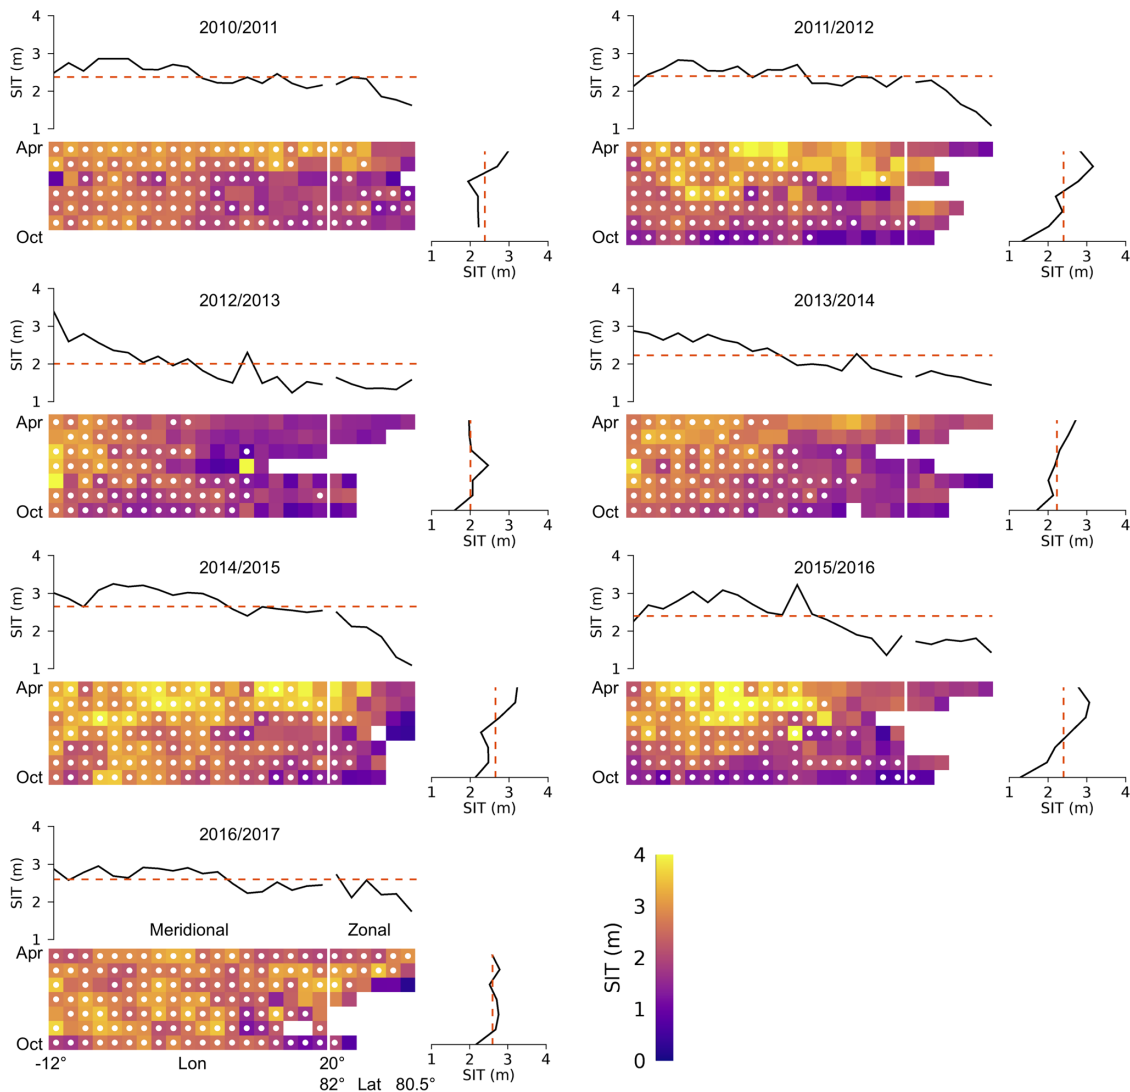 2010/2011
4
3
2
1
SIT (m)
Apr
Oct
1 2 3 4
SIT (m)
2011/2012
4
3
2
1
SIT (m)
Apr
Oct
1 2 3 4
SIT (m)
2012/2013
4
3
2
1
SIT (m)
Apr
Oct
1 2 3 4
SIT (m)
2013/2014
4
3
2
1
SIT (m)
Apr
Oct
1 2 3 4
SIT (m)
2014/2015
4
3
2
1
SIT (m)
Apr
Oct
1 2 3 4
SIT (m)
2015/2016
4
3
2
1
SIT (m)
Apr
Oct
1 2 3 4
SIT (m)
2016/2017
4
3
2
1
SIT (m)
Meridional Zonal
Apr
Oct
-12° Lon 20°
82° Lat 80.5°
1 2 3 4
SIT (m)
4
3
2
1
0
SIT (m)